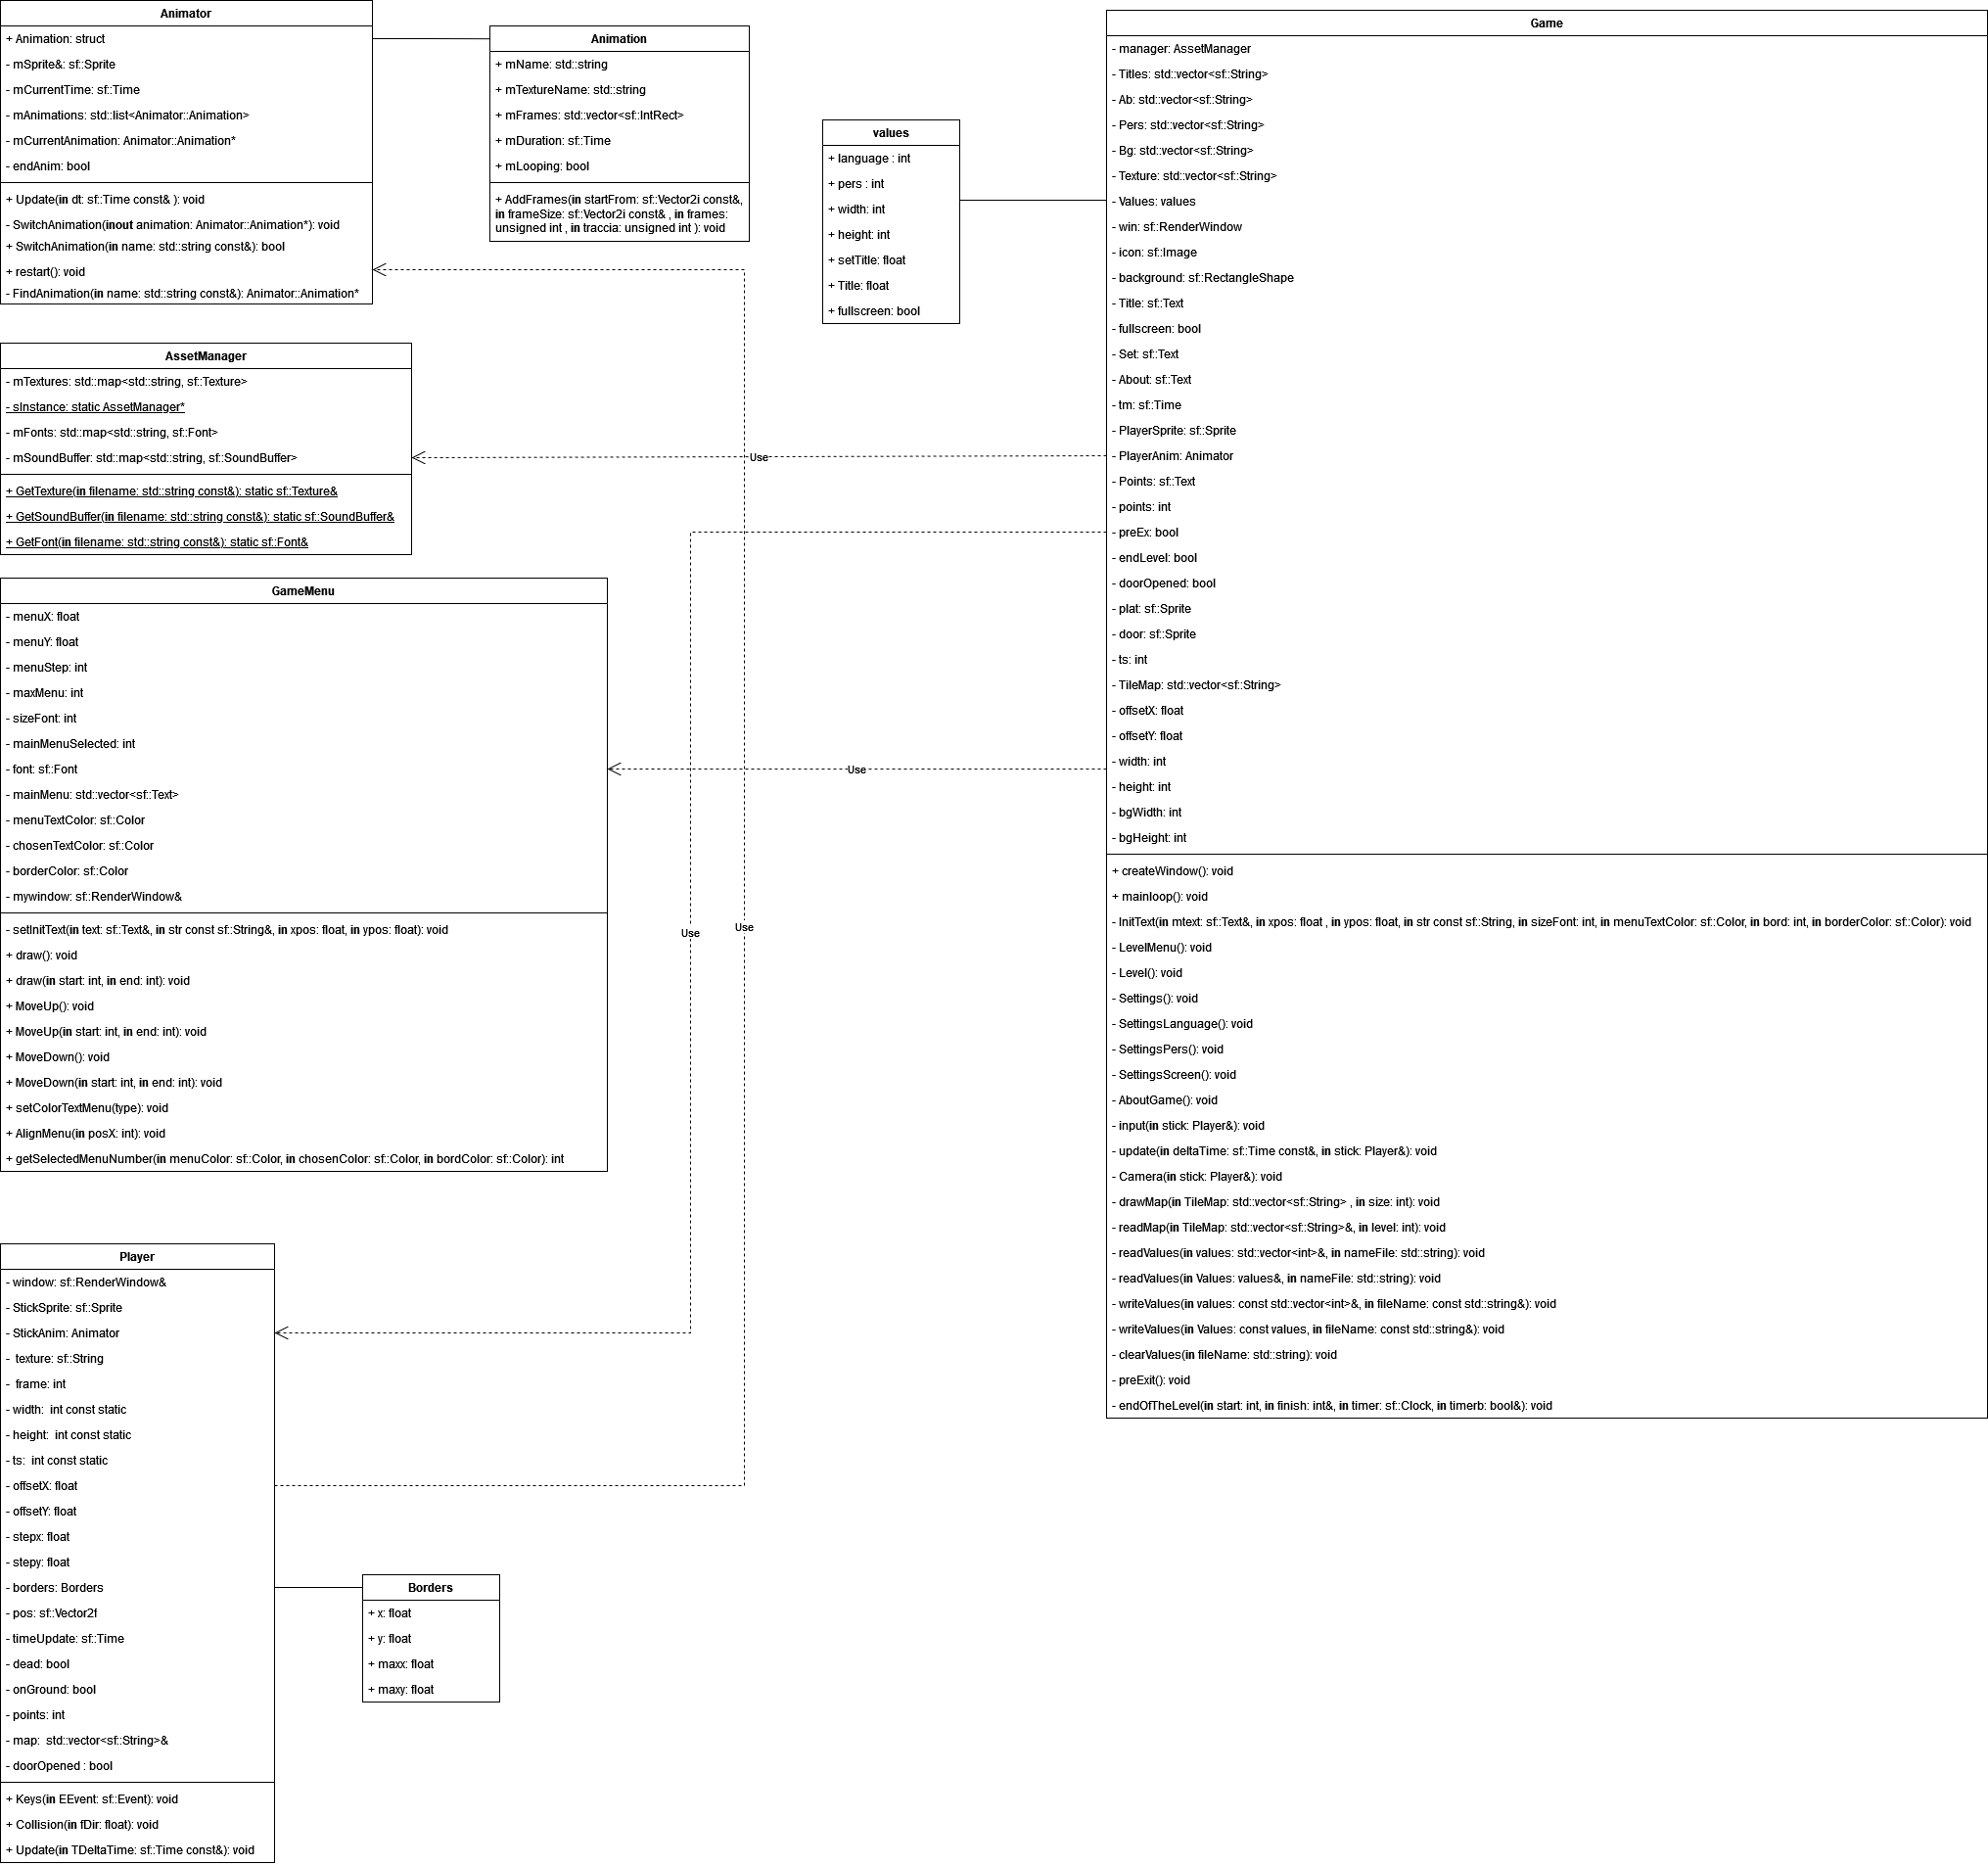 Animator
+ Animation: struct
- mSprite&: sf::Sprite
- mCurrentTime: sf::Time
- mAnimations: std::list<Animator::Animation>
- mCurrentAnimation: Animator::Animation*
- endAnim: bool
+ Update(in dt: sf::Time const& ): void
- SwitchAnimation(inout animation: Animator::Animation*): void
+ SwitchAnimation(in name: std::string const&): bool
+ restart(): void
- FindAnimation(in name: std::string const&): Animator::Animation*
Animation
+ mName: std::string
+ mTextureName: std::string
+ mFrames: std::vector<sf::IntRect>
+ mDuration: sf::Time
+ mLooping: bool
+ AddFrames(in startFrom: sf::Vector2i const&,
in frameSize: sf::Vector2i const& , in frames:
unsigned int , in traccia: unsigned int ): void
values
+ language : int
+ pers : int
+ width: int
+ height: int
+ setTitle: float
+ Title: float
+ fullscreen: bool
Game
- manager: AssetManager
- Titles: std::vector<sf::String>
- Ab: std::vector<sf::String>
- Pers: std::vector<sf::String>
- Bg: std::vector<sf::String>
- Texture: std::vector<sf::String>
- Values: values
- win: sf::RenderWindow
- icon: sf::Image
- background: sf::RectangleShape
- Title: sf::Text
- fullscreen: bool
- Set: sf::Text
- About: sf::Text
- tm: sf::Time
- PlayerSprite: sf::Sprite
- PlayerAnim: Animator
- Points: sf::Text
- points: int
- preEx: bool
- endLevel: bool
- doorOpened: bool
- plat: sf::Sprite
- door: sf::Sprite
- ts: int
- TileMap: std::vector<sf::String>
- offsetX: float
- offsetY: float
- width: int
- height: int
- bgWidth: int
- bgHeight: int
+ createWindow(): void
+ mainloop(): void
- InitText(in mtext: sf::Text&, in xpos: float , in ypos: float, in str const sf::String, in sizeFont: int, in menuTextColor: sf::Color, in bord: int, in borderColor: sf::Color): void
- LevelMenu(): void
- Level(): void
- Settings(): void
- SettingsLanguage(): void
- SettingsPers(): void
- SettingsScreen(): void
- AboutGame(): void
- input(in stick: Player&): void
- update(in deltaTime: sf::Time const&, in stick: Player&): void
- Camera(in stick: Player&): void
- drawMap(in TileMap: std::vector<sf::String> , in size: int): void
- readMap(in TileMap: std::vector<sf::String>&, in level: int): void
- readValues(in values: std::vector<int>&, in nameFile: std::string): void
- readValues(in Values: values&, in nameFile: std::string): void
- writeValues(in values: const std::vector<int>&, in fileName: const std::string&): void
- writeValues(in Values: const values, in fileName: const std::string&): void
- clearValues(in fileName: std::string): void
- preExit(): void
- endOfTheLevel(in start: int, in finish: int&, in timer: sf::Clock, in timerb: bool&): void
AssetManager
- mTextures: std::map<std::string, sf::Texture>
- sInstance: static AssetManager*
- mFonts: std::map<std::string, sf::Font>
- mSoundBuffer: std::map<std::string, sf::SoundBuffer>
+ GetTexture(in filename: std::string const&): static sf::Texture&
+ GetSoundBuffer(in filename: std::string const&): static sf::SoundBuffer&
+ GetFont(in filename: std::string const&): static sf::Font&
Use
GameMenu
- menuX: float
- menuY: float
- menuStep: int
- maxMenu: int
- sizeFont: int
- mainMenuSelected: int
- font: sf::Font
- mainMenu: std::vector<sf::Text>
- menuTextColor: sf::Color
- chosenTextColor: sf::Color
- borderColor: sf::Color
- mywindow: sf::RenderWindow&
- setInitText(in text: sf::Text&, in str const sf::String&, in xpos: float, in ypos: float): void
+ draw(): void
+ draw(in start: int, in end: int): void
+ MoveUp(): void
+ MoveUp(in start: int, in end: int): void
+ MoveDown(): void
+ MoveDown(in start: int, in end: int): void
+ setColorTextMenu(type): void
+ AlignMenu(in posX: int): void
+ getSelectedMenuNumber(in menuColor: sf::Color, in chosenColor: sf::Color, in bordColor: sf::Color): int
Use
Use
Use
Player
- window: sf::RenderWindow&
- StickSprite: sf::Sprite
- StickAnim: Animator
- texture: sf::String
- frame: int
- width: int const static
- height: int const static
- ts: int const static
- offsetX: float
- offsetY: float
- stepx: float
- stepy: float
- borders: Borders
- pos: sf::Vector2f
- timeUpdate: sf::Time
- dead: bool
- onGround: bool
- points: int
- map: std::vector<sf::String>&
- doorOpened : bool
+ Keys(in EEvent: sf::Event): void
+ Collision(in fDir: float): void
+ Update(in TDeltaTime: sf::Time const&): void
Borders
+ x: float
+ y: float
+ maxx: float
+ maxy: float